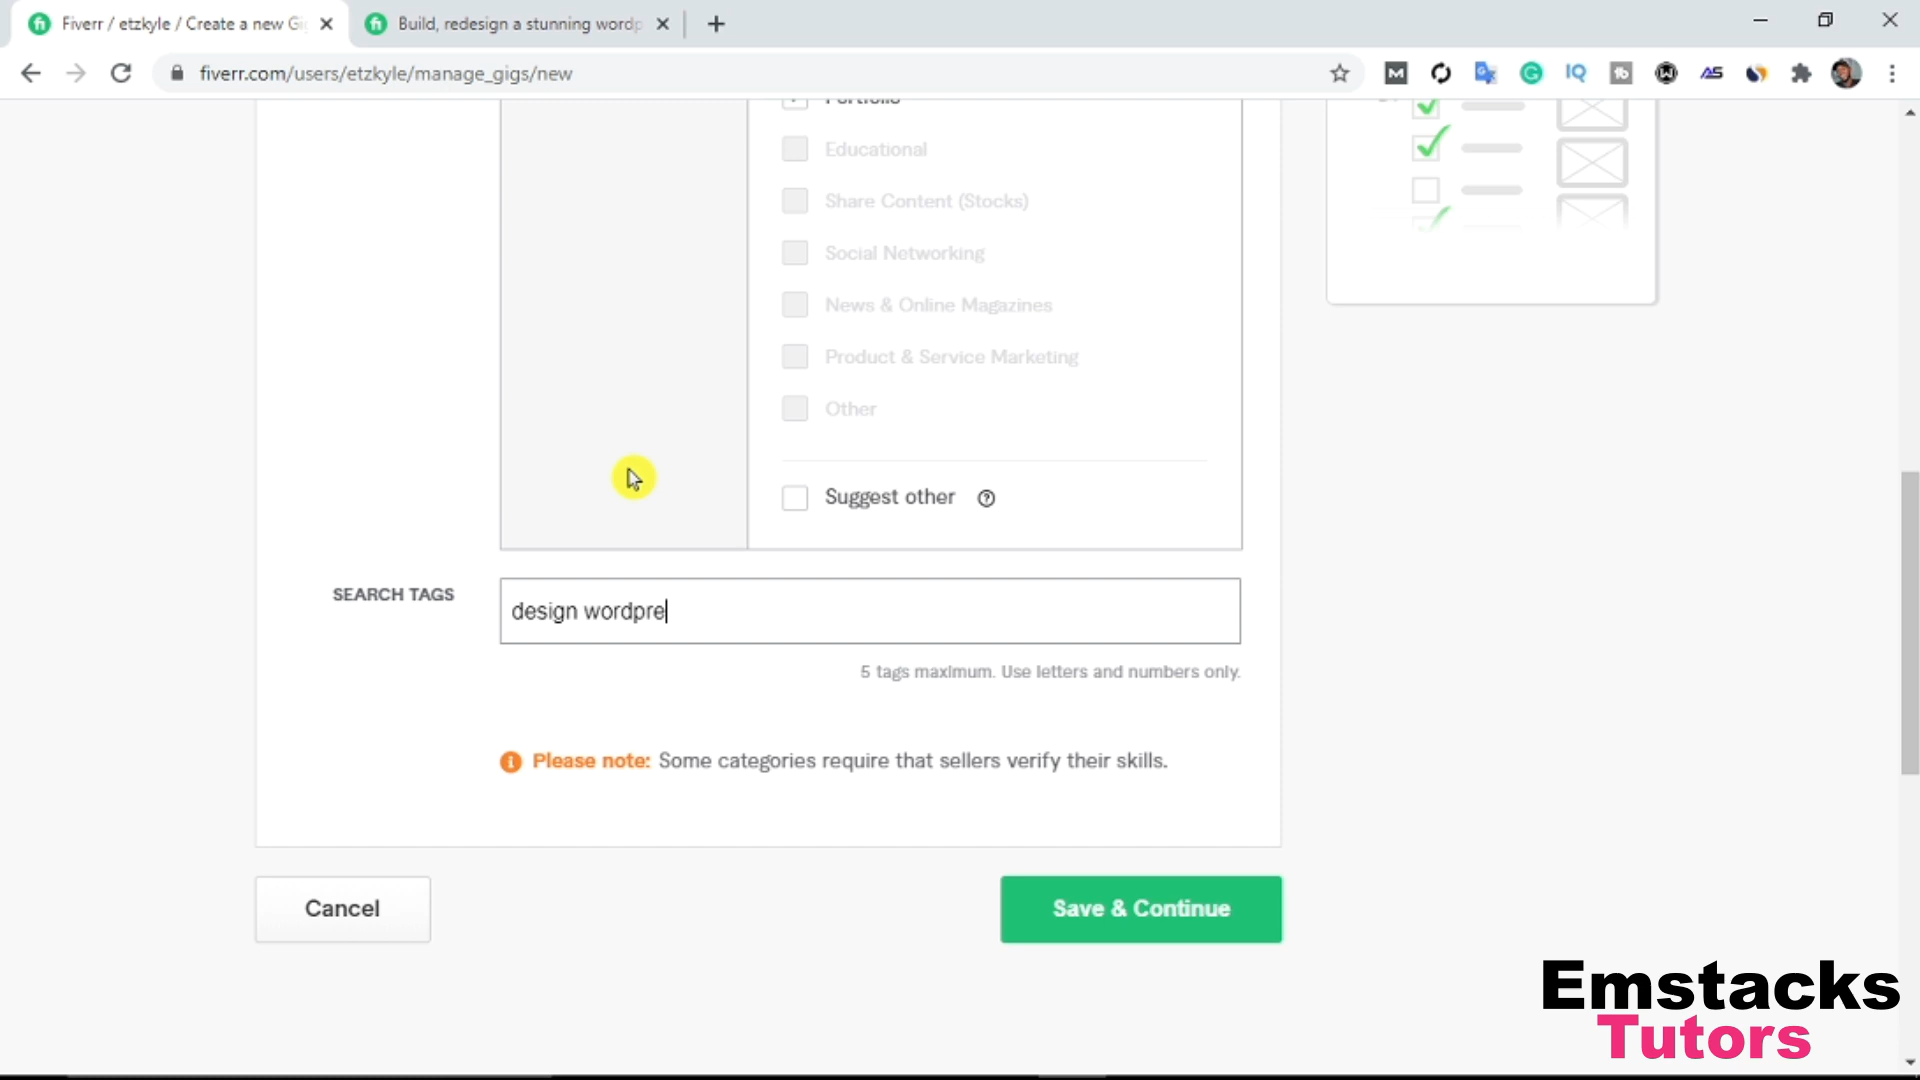 Fiverr / etzkyle / Create a new Gi
Build, redesign a stunning wordp
fiverr.com/users/etzkyle/manage_gigs/new
Portfolio
Educational
Share Content (Stocks)
Social Networking
News & Online Magazines
Product & Service Marketing
Other
Suggest other
SEARCH TAGS
design wordpre
5 tags maximum. Use letters and numbers only.
Please note: Some categories require that sellers verify their skills.
Cancel
Save & Continue
Emstacks
Tutors